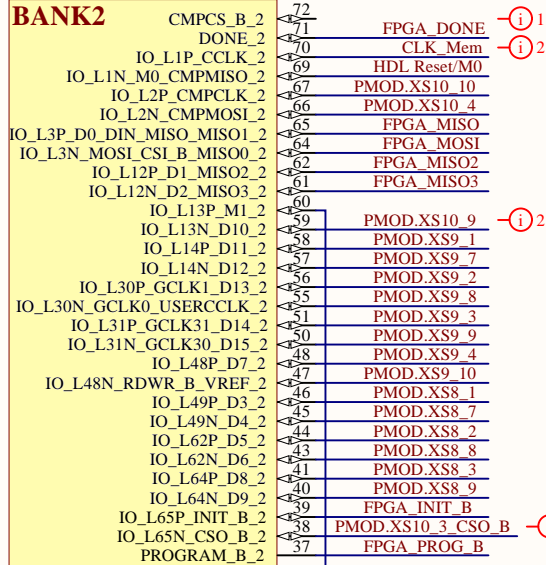 BANK2
CMPCS_B_2 72 i 1
DONE_2 71 FPGA_DONE
IO_L1P_CCLK_2 70 CLK_Mem i 2
IO_L1N_M0_CMPMISO_2 69 HDL Reset/M0
IO_L2P_CMPCLK_2 67 PMOD.XS10_10
IO_L2N_CMPMOSI_2 66 PMOD.XS10_4
IO_L3P_D0_DIN_MISO_MISO1_2 65 FPGA_MISO
IO_L3N_MOSI_CSI_B_MISO0_2 64 FPGA_MOSI
IO_L12P_D1_MISO2_2 62 FPGA_MISO2
IO_L12N_D2_MISO3_2 61 FPGA_MISO3
IO_L13P_M1_2 60
IO_L13N_D10_2 59 PMOD.XS10_9 i 2
IO_L14P_D11_2 58 PMOD.XS9_1
IO_L14N_D12_2 57 PMOD.XS9_7
IO_L30P_GCLK1_D13_2 56 PMOD.XS9_2
IO_L30N_GCLK0_USERCCLK_2 55 PMOD.XS9_8
IO_L31P_GCLK31_D14_2 51 PMOD.XS9_3
IO_L31N_GCLK30_D15_2 50 PMOD.XS9_9
IO_L48P_D7_2 48 PMOD.XS9_4
IO_L48N_RDWR_B_VREF_2 47 PMOD.XS9_10
IO_L49P_D3_2 46 PMOD.XS8_1
IO_L49N_D4_2 45 PMOD.XS8_7
IO_L62P_D5_2 44 PMOD.XS8_2
IO_L62N_D6_2 43 PMOD.XS8_8
IO_L64P_D8_2 41 PMOD.XS8_3
IO_L64N_D9_2 40 PMOD.XS8_9
IO_L65P_INIT_B_2 39 FPGA_INIT_B
IO_L65N_CSO_B_2 38 PMOD.XS10_3_CSO_B
PROGRAM_B_2 37 FPGA_PROG_B